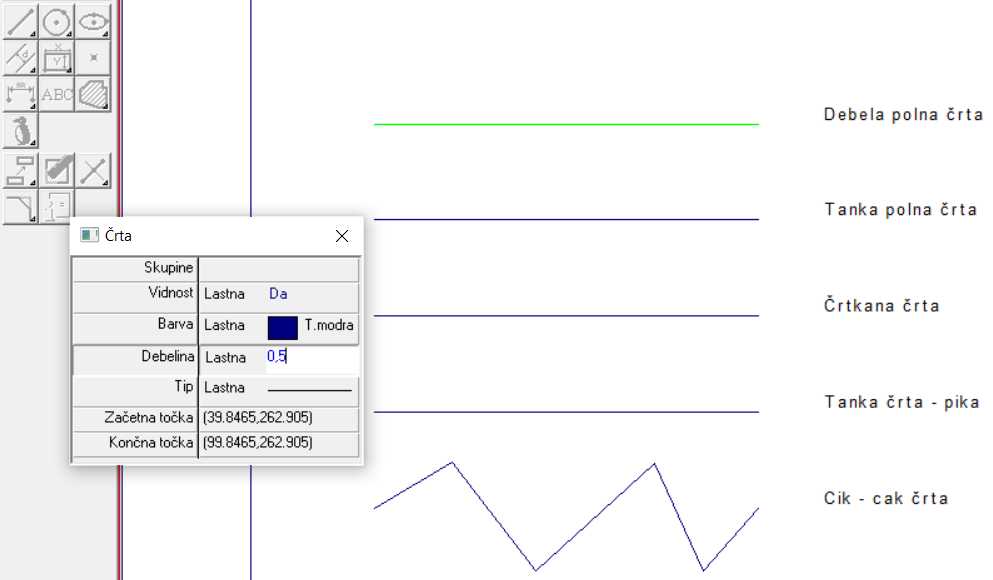 X
d
Y
ABC
Debela polna črta
Tanka polna črta
Črta
Skupine
Vidnost Lastna Da
Barva Lastna T.modra
Debelina Lastna 0,5
Tip Lastna
Začetna točka (39.8465,262.905)
Končna točka (99.8465,262.905)
Črtkana črta
Tanka črta - pika
Cik - cak črta